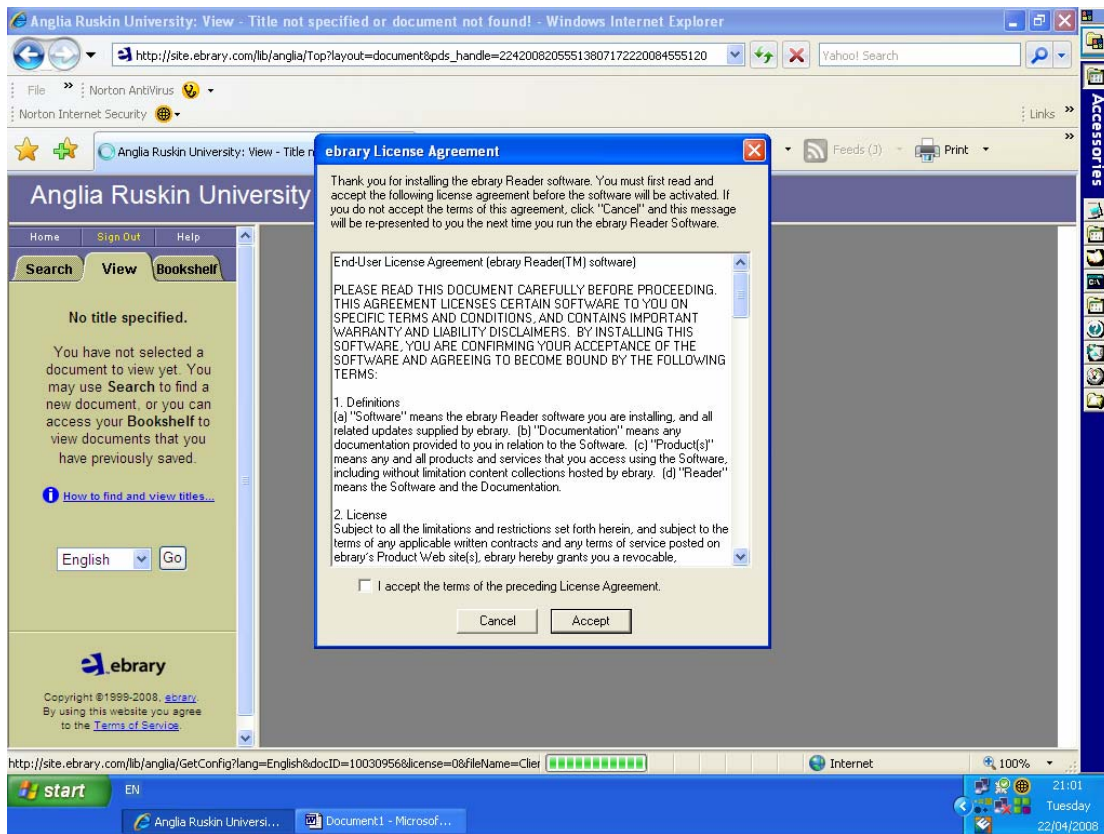 Anglia Ruskin University: View - Title not specified or document not found! - Windows Internet Explorer
http://site.ebrary.com/lib/anglia/Top?layout=document&pds_handle=2242008205551380717222008455120
Yahoo! Search
File » Norton AntiVirus
Norton Internet Security
Links »
Anglia Ruskin University: View - Title n
Feeds (J)
Print
»
Anglia Ruskin University
Home Sign Out Help
Search View Bookshelf
No title specified.
You have not selected a
document to view yet. You
may use Search to find a
new document, or you can
access your Bookshelf to
view documents that you
have previously saved.
How to find and view titles...
English Go
ebrary
Copyright ©1999-2008, ebrary.
By using this website you agree
to the Terms of Service.
ebrary License Agreement
Thank you for installing the ebrary Reader software. You must first read and
accept the following license agreement before the software will be activated. If
you do not accept the terms of this agreement, click "Cancel" and this message
will be re-presented to you the next time you run the ebrary Reader Software.
End-User License Agreement (ebrary Reader(TM) software)
PLEASE READ THIS DOCUMENT CAREFULLY BEFORE PROCEEDING.
THIS AGREEMENT LICENSES CERTAIN SOFTWARE TO YOU ON
SPECIFIC TERMS AND CONDITIONS, AND CONTAINS IMPORTANT
WARRANTY AND LIABILITY DISCLAIMERS. BY INSTALLING THIS
SOFTWARE, YOU ARE CONFIRMING YOUR ACCEPTANCE OF THE
SOFTWARE AND AGREEING TO BECOME BOUND BY THE FOLLOWING
TERMS:
1. Definitions
(a) "Software" means the ebrary Reader software you are installing, and all
related updates supplied by ebrary. (b) "Documentation" means any
documentation provided to you in relation to the Software. (c) "Product(s)"
means any and all products and services that you access using the Software,
including without limitation content collections hosted by ebrary. (d) "Reader"
means the Software and the Documentation.
2. License
Subject to all the limitations and restrictions set forth herein, and subject to the
terms of any applicable written contracts and any terms of service posted on
ebrary's Product Web site(s), ebrary hereby grants you a revocable,
I accept the terms of the preceding License Agreement.
Cancel Accept
Accessories
http://site.ebrary.com/lib/anglia/GetConfig?lang=English&docID=10030956&license=0&fileName=Clier
Internet
100%
start EN
21:01
Tuesday
22/04/2008
Anglia Ruskin Universi...
Document1 - Microsof...